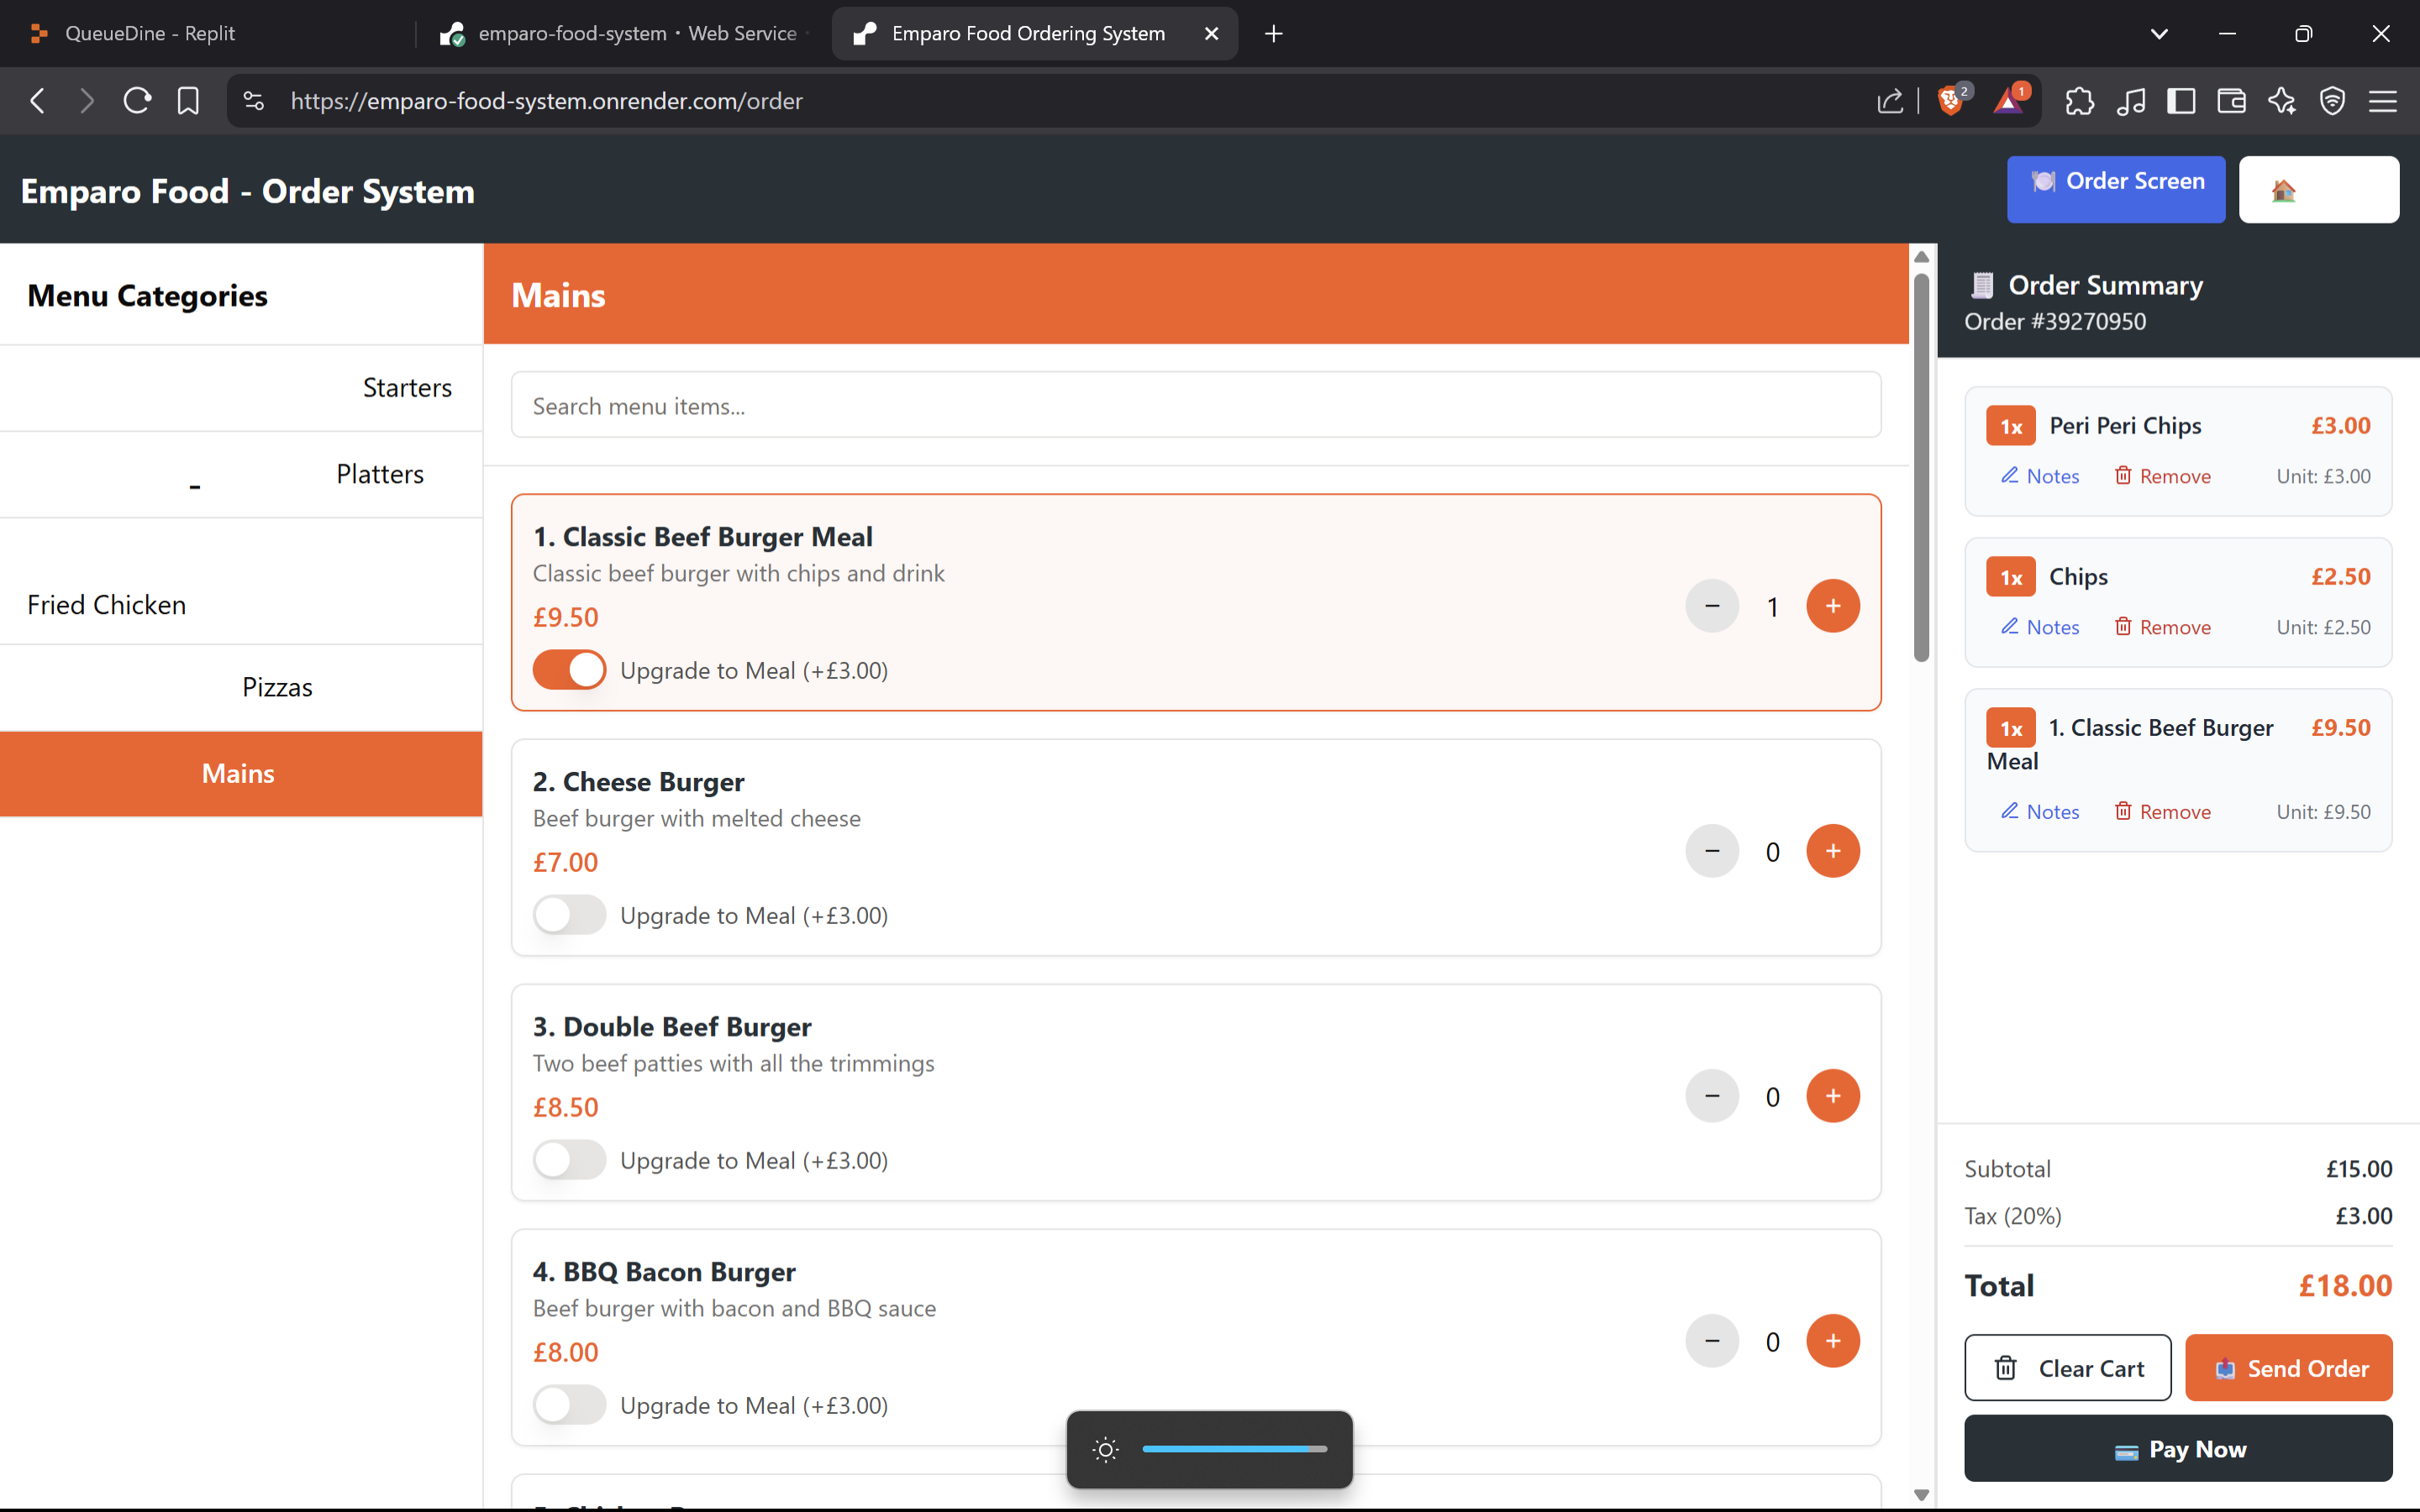 QueueDine - Replit
emparo-food-system • Web Service
Emparo Food Ordering System
https://emparo-food-system.onrender.com/order
2
1
Emparo Food - Order System
🍽️ Order Screen
Menu Categories
Starters
- Platters
Fried Chicken
Pizzas
Mains
Mains
Search menu items...
1. Classic Beef Burger Meal
Classic beef burger with chips and drink
£9.50
− 1 +
Upgrade to Meal (+£3.00)
2. Cheese Burger
Beef burger with melted cheese
£7.00
− 0 +
Upgrade to Meal (+£3.00)
3. Double Beef Burger
Two beef patties with all the trimmings
£8.50
− 0 +
Upgrade to Meal (+£3.00)
4. BBQ Bacon Burger
Beef burger with bacon and BBQ sauce
£8.00
− 0 +
Upgrade to Meal (+£3.00)
Order Summary
Order #39270950
1x Peri Peri Chips £3.00
Notes Remove Unit: £3.00
1x Chips £2.50
Notes Remove Unit: £2.50
1x 1. Classic Beef Burger £9.50
Meal
Notes Remove Unit: £9.50
Subtotal £15.00
Tax (20%) £3.00
Total £18.00
Clear Cart
Send Order
Pay Now